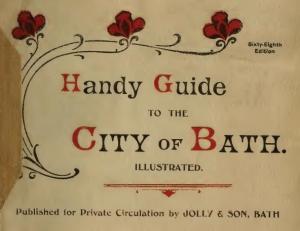 Sixty-Eighth
Edition
Handy Guide
TO THE
CITY OF BATH.
ILLUSTRATED.
Published for Private Circulation by JOLLY & SON, BATH